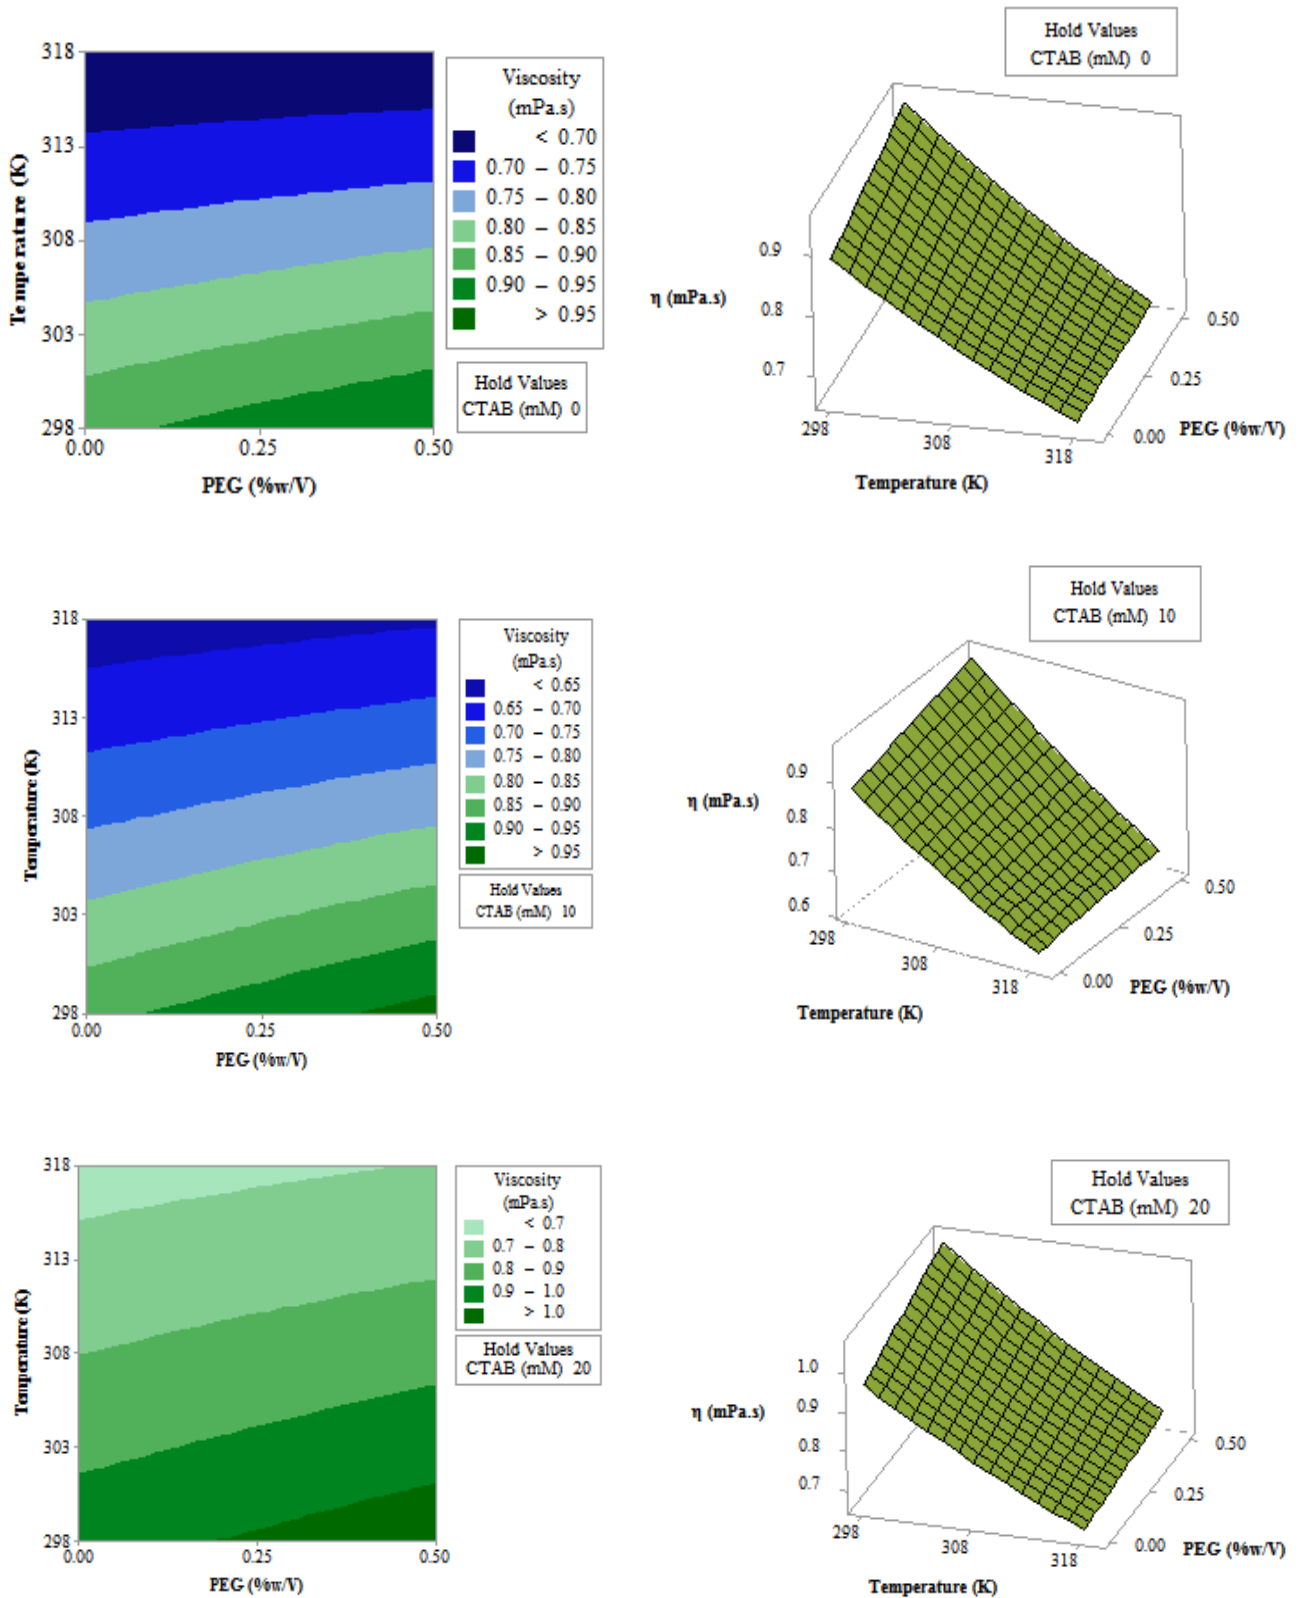 318
313
308
303
298
0.00 0.25 0.50
Temperature (K)
PEG (%w/V)
Viscosity
(mPa.s)
< 0.70
0.70 – 0.75
0.75 – 0.80
0.80 – 0.85
0.85 – 0.90
0.90 – 0.95
> 0.95
Hold Values
CTAB (mM) 0
Hold Values
CTAB (mM) 0
0.9
0.8
0.7
η (mPa.s)
298
308
318
Temperature (K)
0.00
0.25
0.50
PEG (%w/V)
318
313
308
303
298
0.00 0.25 0.50
Temperature(K)
PEG (%w/V)
Viscosity
(mPa.s)
< 0.65
0.65 – 0.70
0.70 – 0.75
0.75 – 0.80
0.80 – 0.85
0.85 – 0.90
0.90 – 0.95
> 0.95
Hold Values
CTAB (mM) 10
Hold Values
CTAB (mM) 10
0.9
0.8
0.7
0.6
η (mPa.s)
298
308
318
Temperature (K)
0.00
0.25
0.50
PEG (%w/V)
318
313
308
303
298
0.00 0.25 0.50
Temperature(K)
PEG (%w/V)
Viscosity
(mPa.s)
< 0.7
0.7 – 0.8
0.8 – 0.9
0.9 – 1.0
> 1.0
Hold Values
CTAB (mM) 20
Hold Values
CTAB (mM) 20
1.0
0.9
0.8
0.7
η (mPa.s)
298
308
318
Temperature (K)
0.00
0.25
0.50
PEG (%w/V)